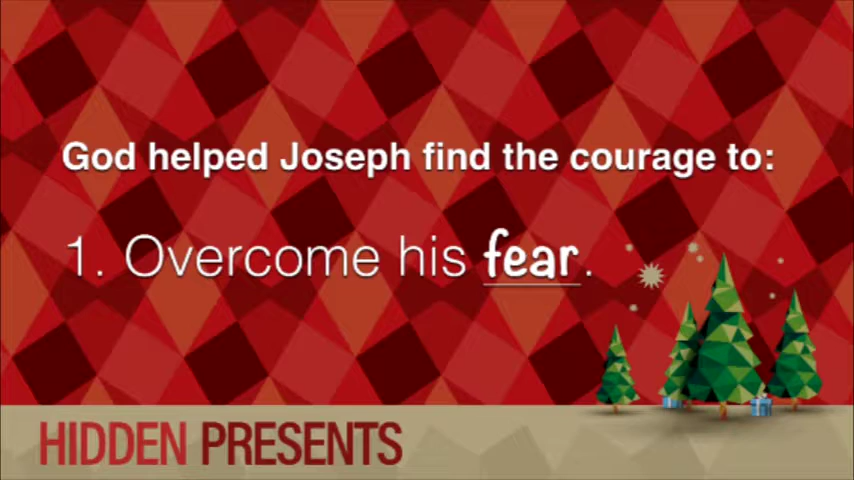 God helped Joseph find the courage to:
1. Overcome his fear.
HIDDEN PRESENTS